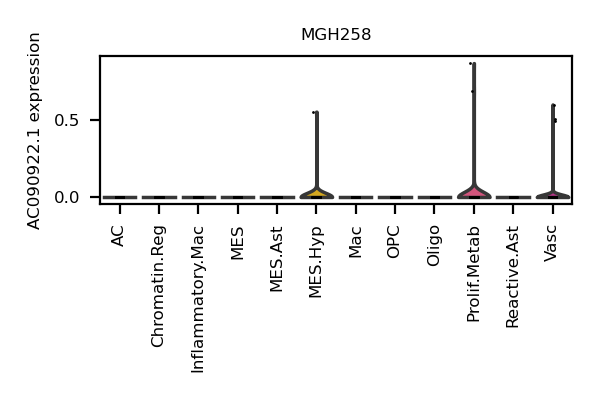 MGH258
AC090922.1 expression
0.5
0.0
AC
Chromatin.Reg
Inflammatory.Mac
MES
MES.Ast
MES.Hyp
Mac
OPC
Oligo
Prolif.Metab
Reactive.Ast
Vasc